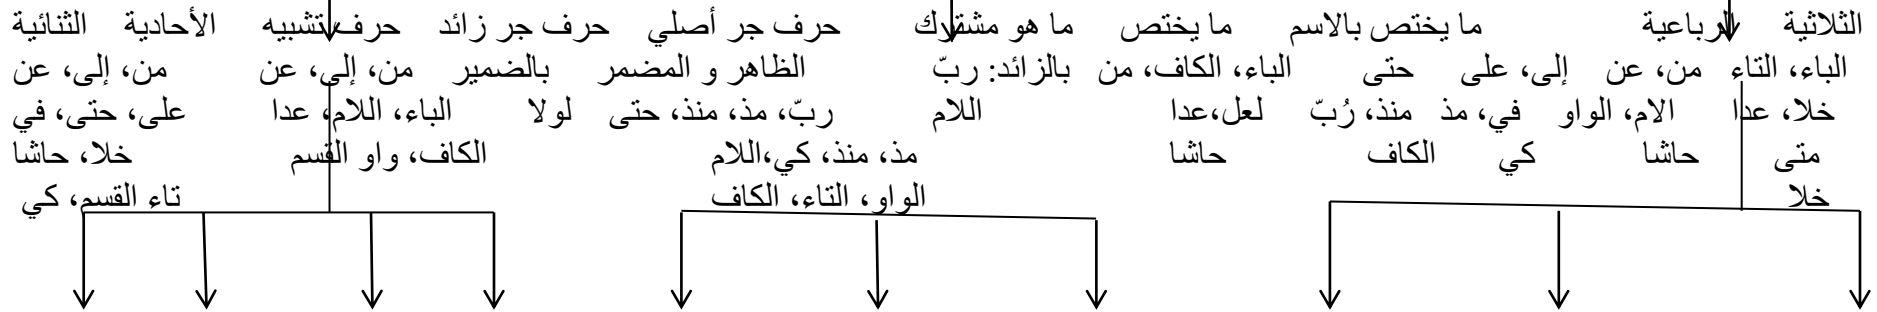 الثلاثية الرباعية ما يختص بالاسم ما يختص ما هو مشترك حرف جر أصلي حرف جر زائد حرف تشبيه الأحادية الثنائية
الباء، التاء من، عن إلى، على حتى الباء، الكاف، من بالزائد: ربّ الظاهر و المضمر بالضمير من، إلى، عن من، إلى، عن
خلا، عدا الام، الواو في، مذ منذ، رُبّ لعل،عدا اللام ربّ، مذ، منذ، حتى لولا الباء، اللام، عدا على، حتى، في
متى حاشا كي الكاف حاشا مذ، منذ، كي،اللام الكاف، واو القسم خلا، حاشا
خلا الواو، التاء، الكاف تاء القسم، كي